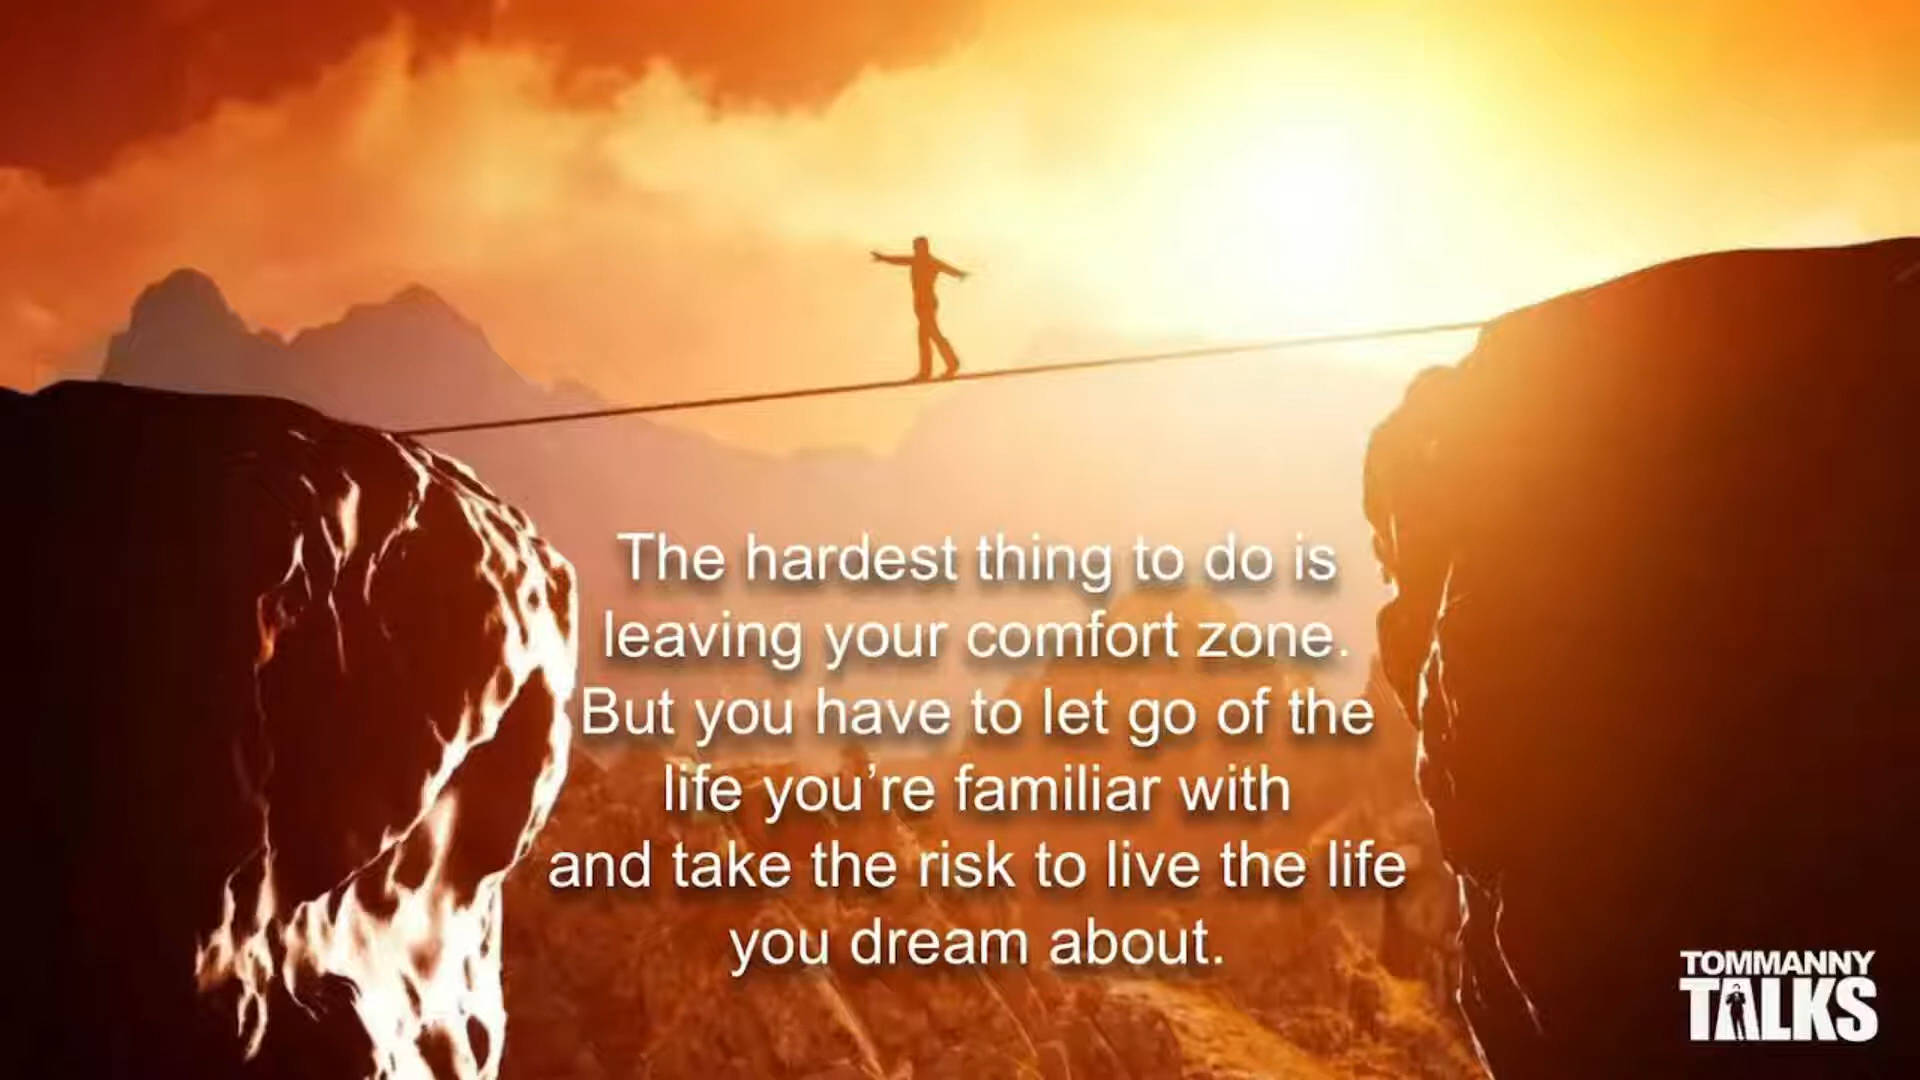 The hardest thing to do is
leaving your comfort zone.
But you have to let go of the
life you’re familiar with
and take the risk to live the life
you dream about.
TOMMANNY
TALKS